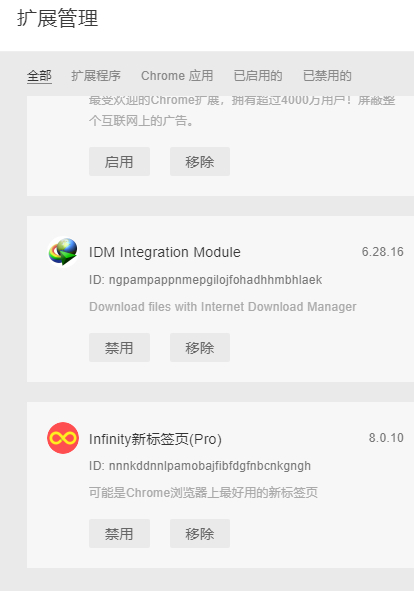 扩展管理
全部 扩展程序 Chrome 应用 已启用的 已禁用的
最受欢迎的Chrome扩展，拥有超过4000万用户！屏蔽整
个互联网上的广告。
启用 移除
IDM Integration Module 6.28.16
ID: ngpampappnmepgilojfohadhhmbhlaek
Download files with Internet Download Manager
禁用 移除
Infinity新标签页(Pro) 8.0.10
ID: nnnkddnnlpamobajfibfdgfnbcnkgngh
可能是Chrome浏览器上最好用的新标签页
禁用 移除